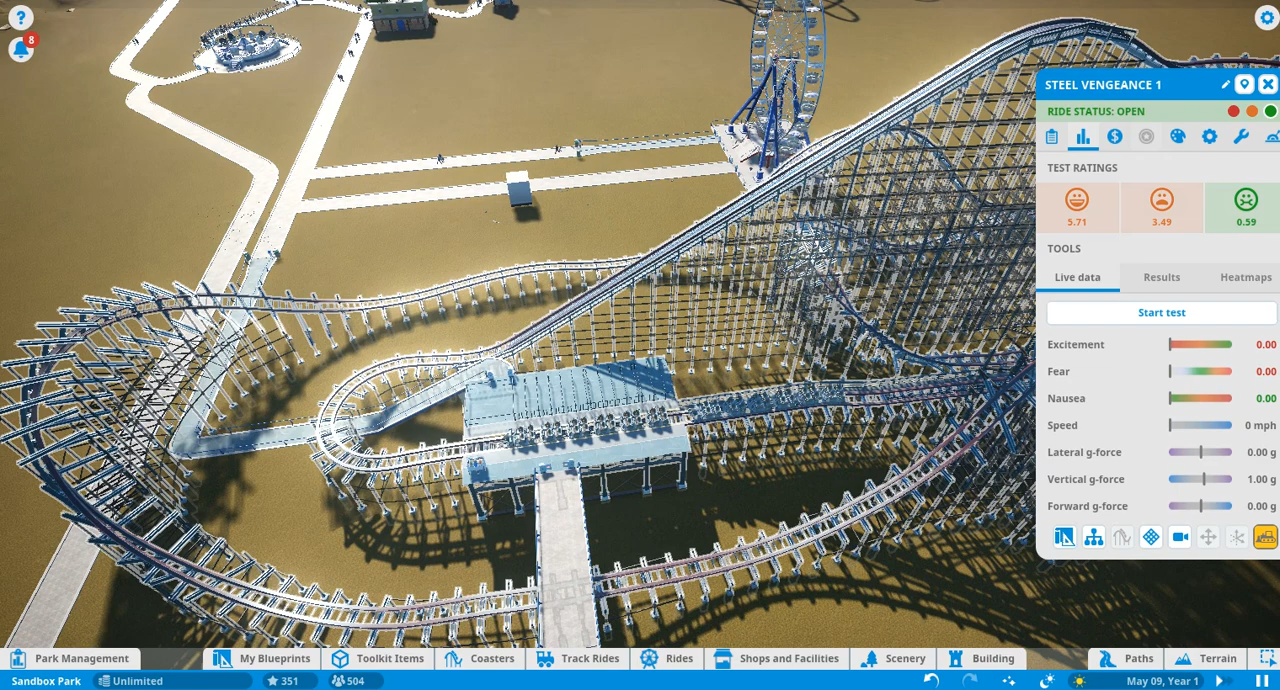 ?
8
STEEL VENGEANCE 1
RIDE STATUS: OPEN
TEST RATINGS
5.71 3.49 0.59
TOOLS
Live data Results Heatmaps
Start test
Excitement 0.00
Fear 0.00
Nausea 0.00
Speed 0 mph
Lateral g-force 0.00 g
Vertical g-force 1.00 g
Forward g-force 0.00 g
Park Management My Blueprints Toolkit Items Coasters Track Rides Rides Shops and Facilities Scenery Building Paths Terrain
Sandbox Park Unlimited 351 504 May 09, Year 1